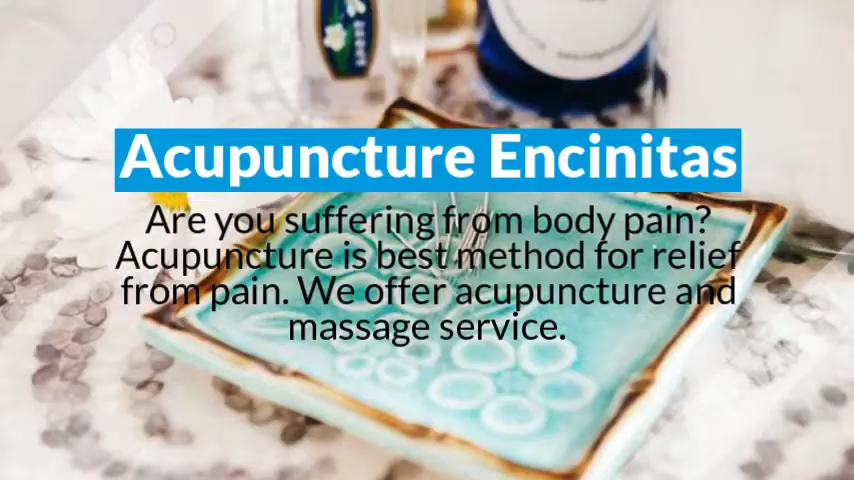 Acupuncture Encinitas
Are you suffering from body pain?
Acupuncture is best method for relief
from pain. We offer acupuncture and
massage service.